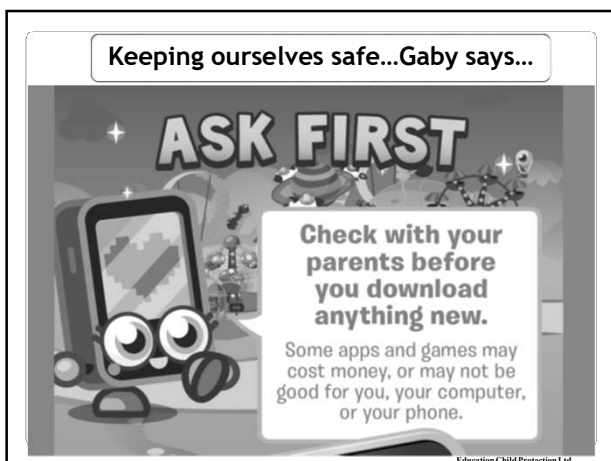 Keeping ourselves safe…Gaby says…
ASK FIRST
Check with your
parents before
you download
anything new.
Some apps and games may
cost money, or may not be
good for you, your computer,
or your phone.
Education Child Protection Ltd